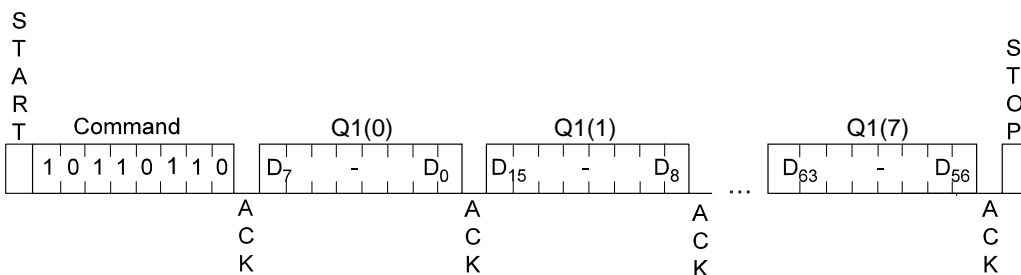 START
Command
Q1(0)
Q1(1)
Q1(7)
STOP
1 0 1 1 0 1 1 0
D7 - D0
D15 - D8
...
D63 - D56
ACK
ACK
ACK
ACK